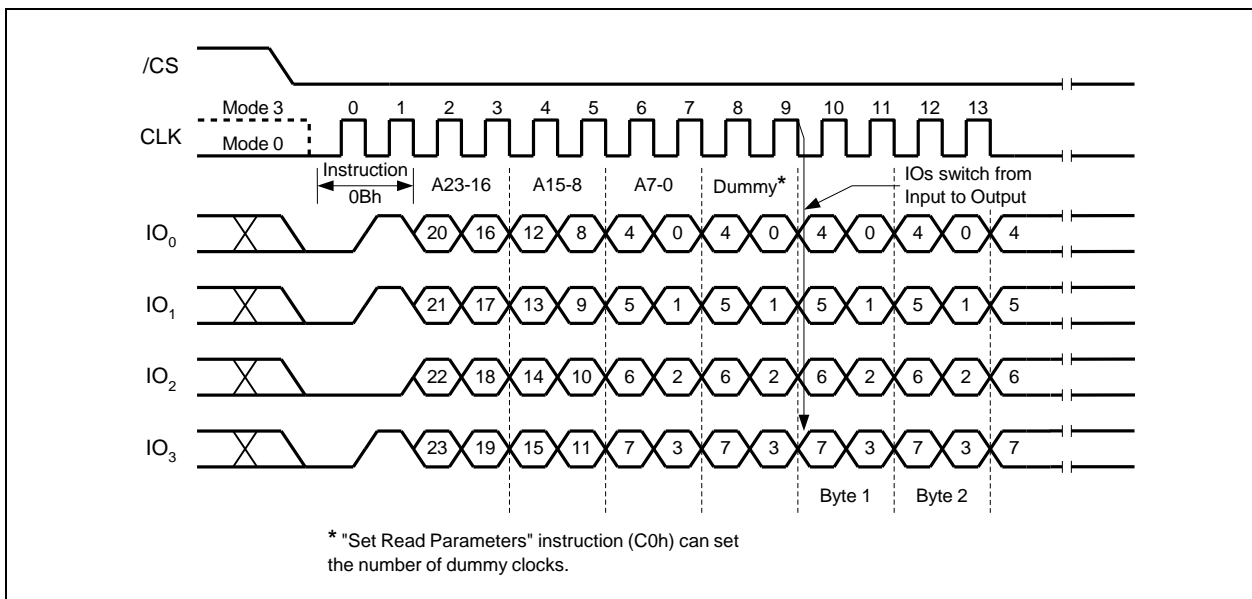 /CS
Mode 3
0 1 2 3 4 5 6 7 8 9 10 11 12 13
CLK
Mode 0
Instruction
0Bh
A23-16 A15-8 A7-0 Dummy*
IOs switch from
Input to Output
IO0 20 16 12 8 4 0 4 0 4 0 4 0 4
IO1 21 17 13 9 5 1 5 1 5 1 5 1 5
IO2 22 18 14 10 6 2 6 2 6 2 6 2 6
IO3 23 19 15 11 7 3 7 3 7 3 7 3 7
Byte 1 Byte 2
* "Set Read Parameters" instruction (C0h) can set
the number of dummy clocks.